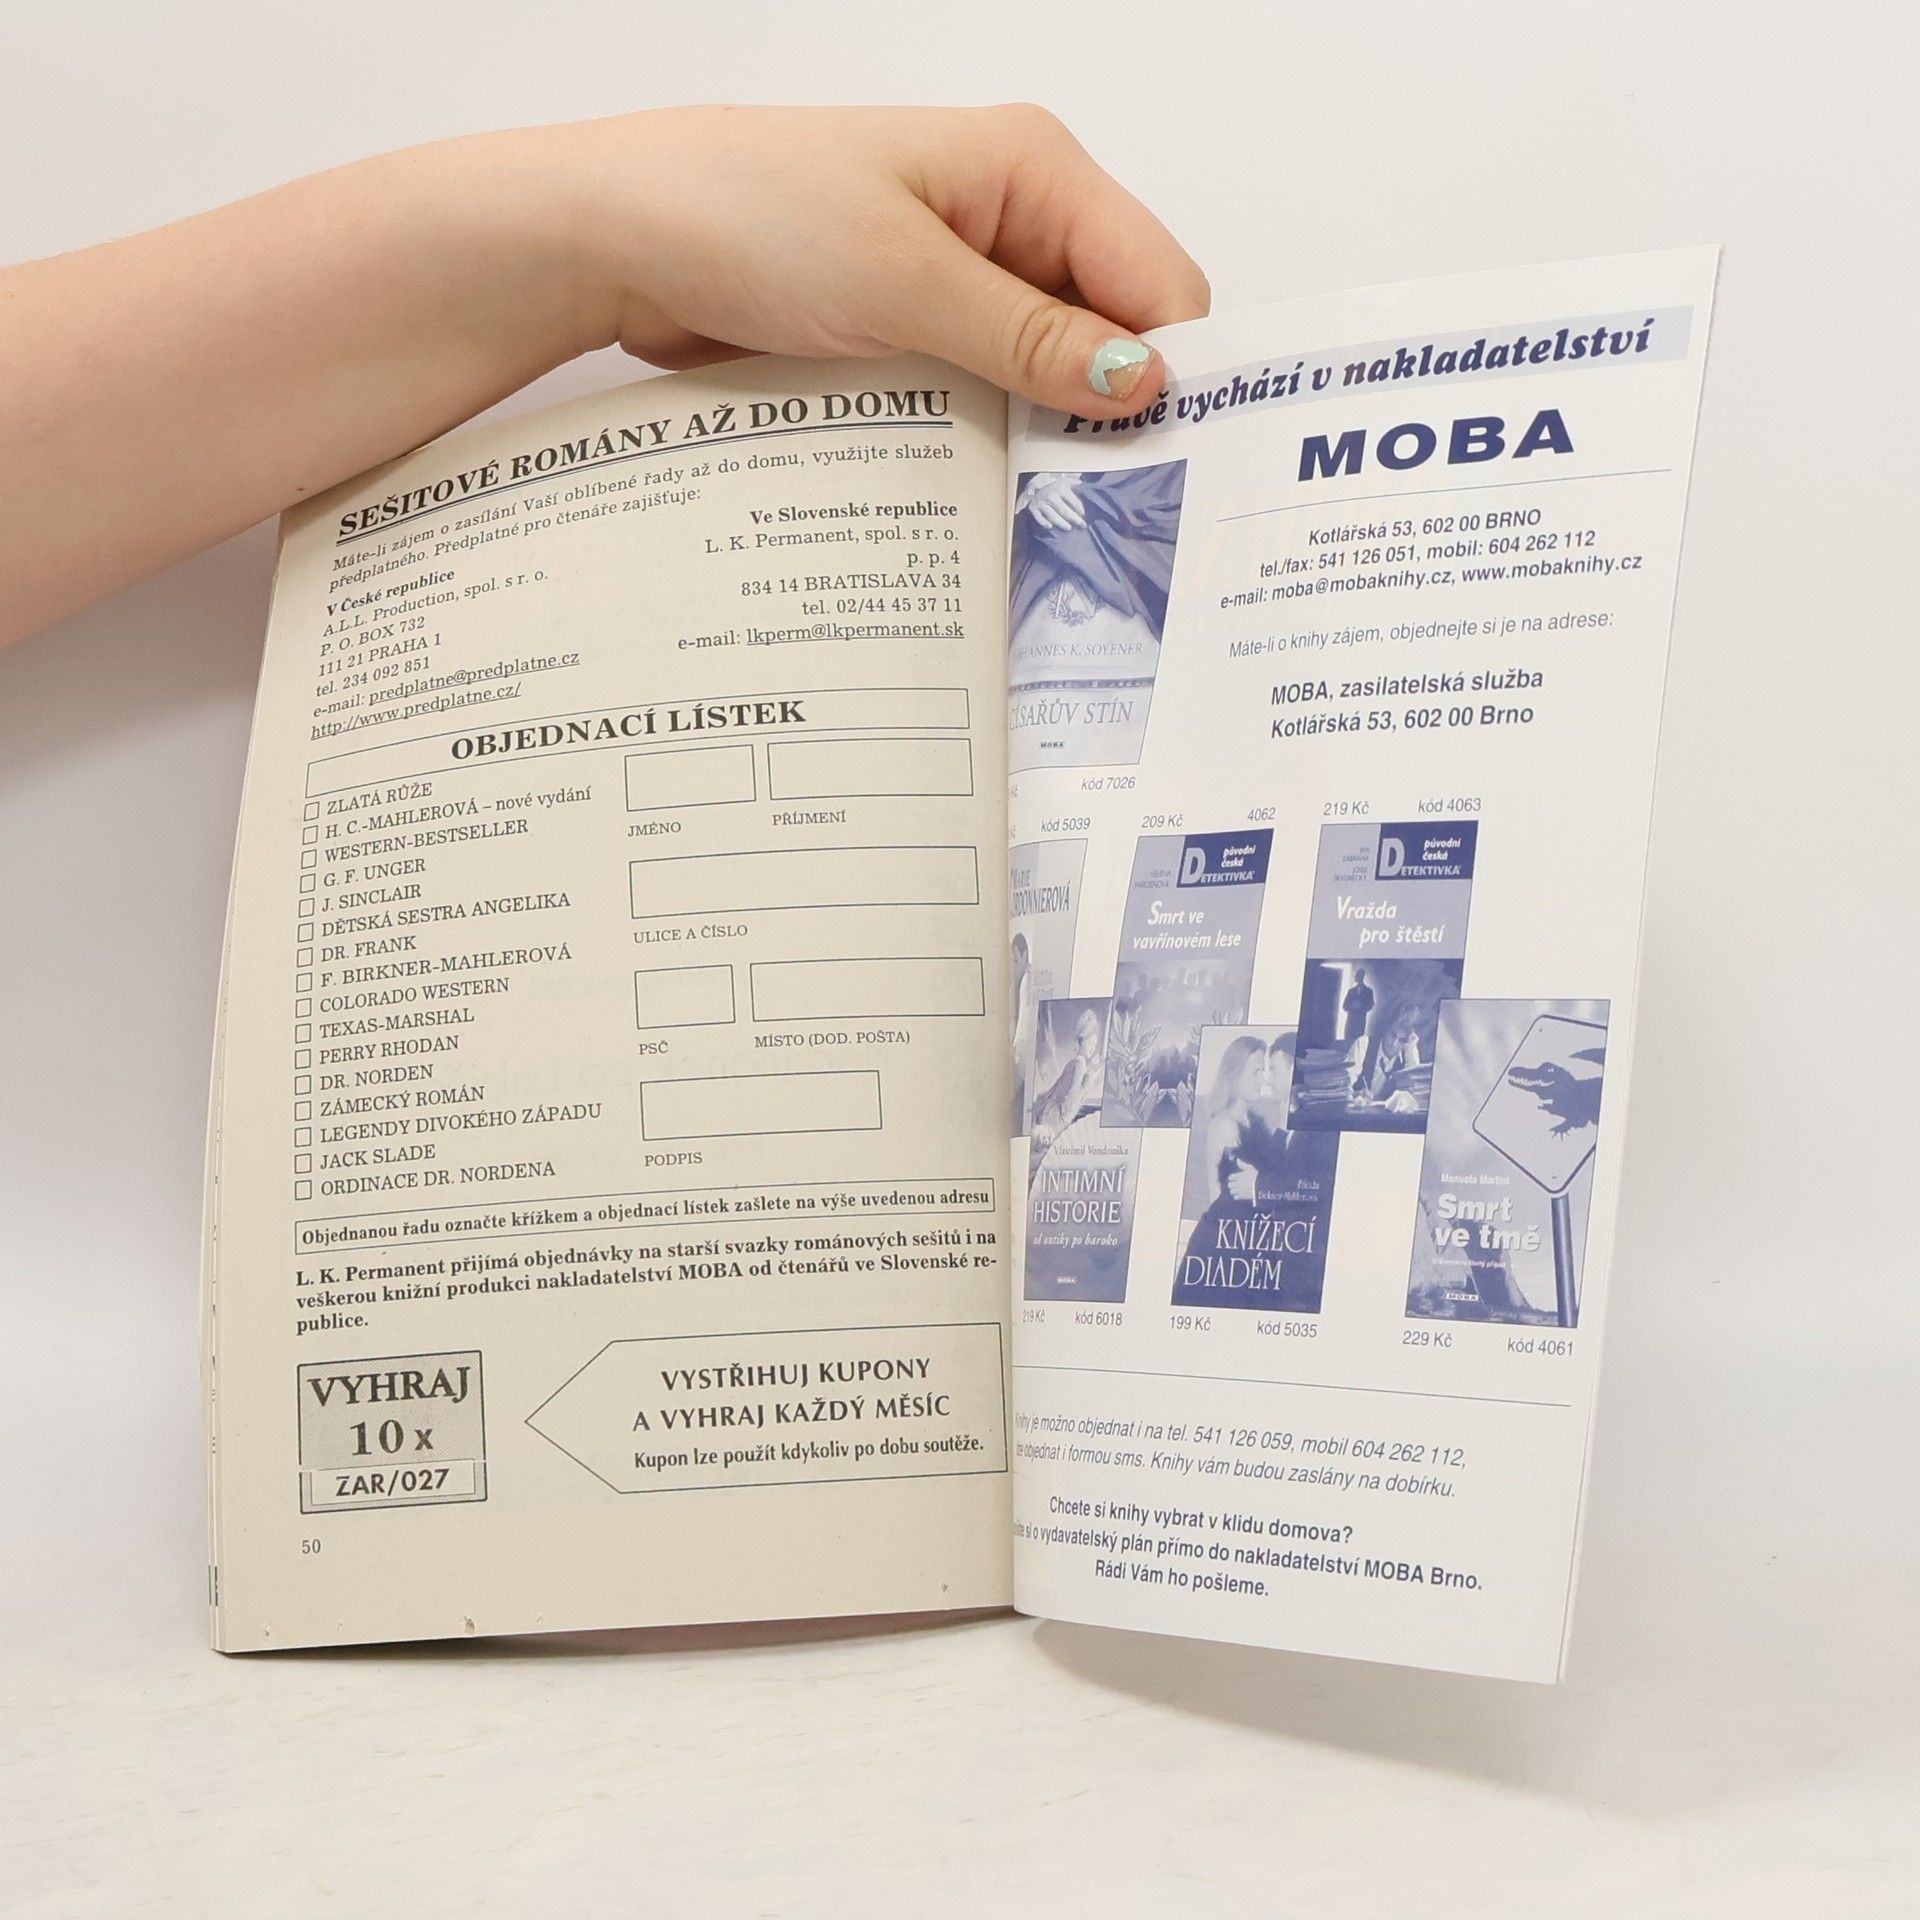 SEŠITOVÉ ROMÁNY AŽ DO DOMU
Máte-li zájem o zasílání Vaší oblíbené řady až do domu, využijte služeb
předplatného. Předplatné pro čtenáře zajišťuje:
V České republice
A.L.L. Production, spol. s r. o.
P. O. BOX 732
111 21 PRAHA 1
tel. 234 092 851
e-mail: predplatne@predplatne.cz
http://www.predplatne.cz/
Ve Slovenské republice
L. K. Permanent, spol. s r. o.
p. p. 4
834 14 BRATISLAVA 34
tel. 02/44 45 37 11
e-mail: lkperm@lkpermanent.sk
OBJEDNACÍ LÍSTEK
ZLATÁ RŮŽE
H. C.-MAHLEROVÁ – nové vydání
WESTERN-BESTSELLER
G. F. UNGER
J. SINCLAIR
DĚTSKÁ SESTRA ANGELIKA
DR. FRANK
F. BIRKNER-MAHLEROVÁ
COLORADO WESTERN
TEXAS-MARSHAL
PERRY RHODAN
DR. NORDEN
ZÁMECKÝ ROMÁN
LEGENDY DIVOKÉHO ZÁPADU
JACK SLADE
ORDINACE DR. NORDENA
JMÉNO
PŘÍJMENÍ
ULICE A ČÍSLO
PSČ
MÍSTO (DOD. POŠTA)
PODPIS
Objednanou řadu označte křížkem a objednací lístek zašlete na výše uvedenou adresu
L. K. Permanent přijímá objednávky na starší svazky románových sešitů i na
veškerou knižní produkci nakladatelství MOBA od čtenářů ve Slovenské re-
publice.
VYHRAJ
10 x
ZAR/027
VYSTŘIHUJ KUPONY
A VYHRAJ KAŽDÝ MĚSÍC
Kupon lze použít kdykoliv po dobu soutěže.
50
vychází v nakladatelství
MOBA
Kotlářská 53, 602 00 BRNO
tel./fax: 541 126 051, mobil: 604 262 112
e-mail: moba@mobaknihy.cz, www.mobaknihy.cz
Máte-li o knihy zájem, objednejte si je na adrese:
MOBA, zasilatelská služba
Kotlářská 53, 602 00 Brno
K. SOYENER
STÍN
MOBA
kód 7026
kód 5039
209 Kč 4062
219 Kč kód 4063
původní
česká
DETEKTIVKA
Smrt ve
vavřínovém lese
původní
česká
DETEKTIVKA
Vražda
pro štěstí
Vlastimil Vondruška
INTIMNÍ
HISTORIE
od antiky po baroko
MOBA
KNÍŽECÍ
DIADÉM
Manuela Martini
Smrt
ve tmě
MOBA
219 Kč kód 6018
199 Kč kód 5035
229 Kč kód 4061
je možno objednat i na tel. 541 126 059, mobil 604 262 112,
objednat i formou sms. Knihy vám budou zaslány na dobírku.
Chcete si knihy vybrat v klidu domova?
si o vydavatelský plán přímo do nakladatelství MOBA Brno.
Rádi Vám ho pošleme.